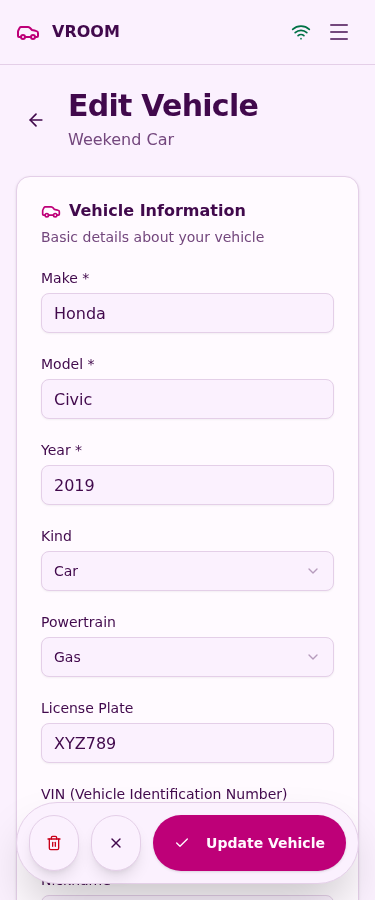 VROOM
Edit Vehicle
Weekend Car
Vehicle Information
Basic details about your vehicle
Make *
Honda
Model *
Civic
Year *
2019
Kind
Car
Powertrain
Gas
License Plate
XYZ789
VIN (Vehicle Identification Number)
Update Vehicle
Nickname